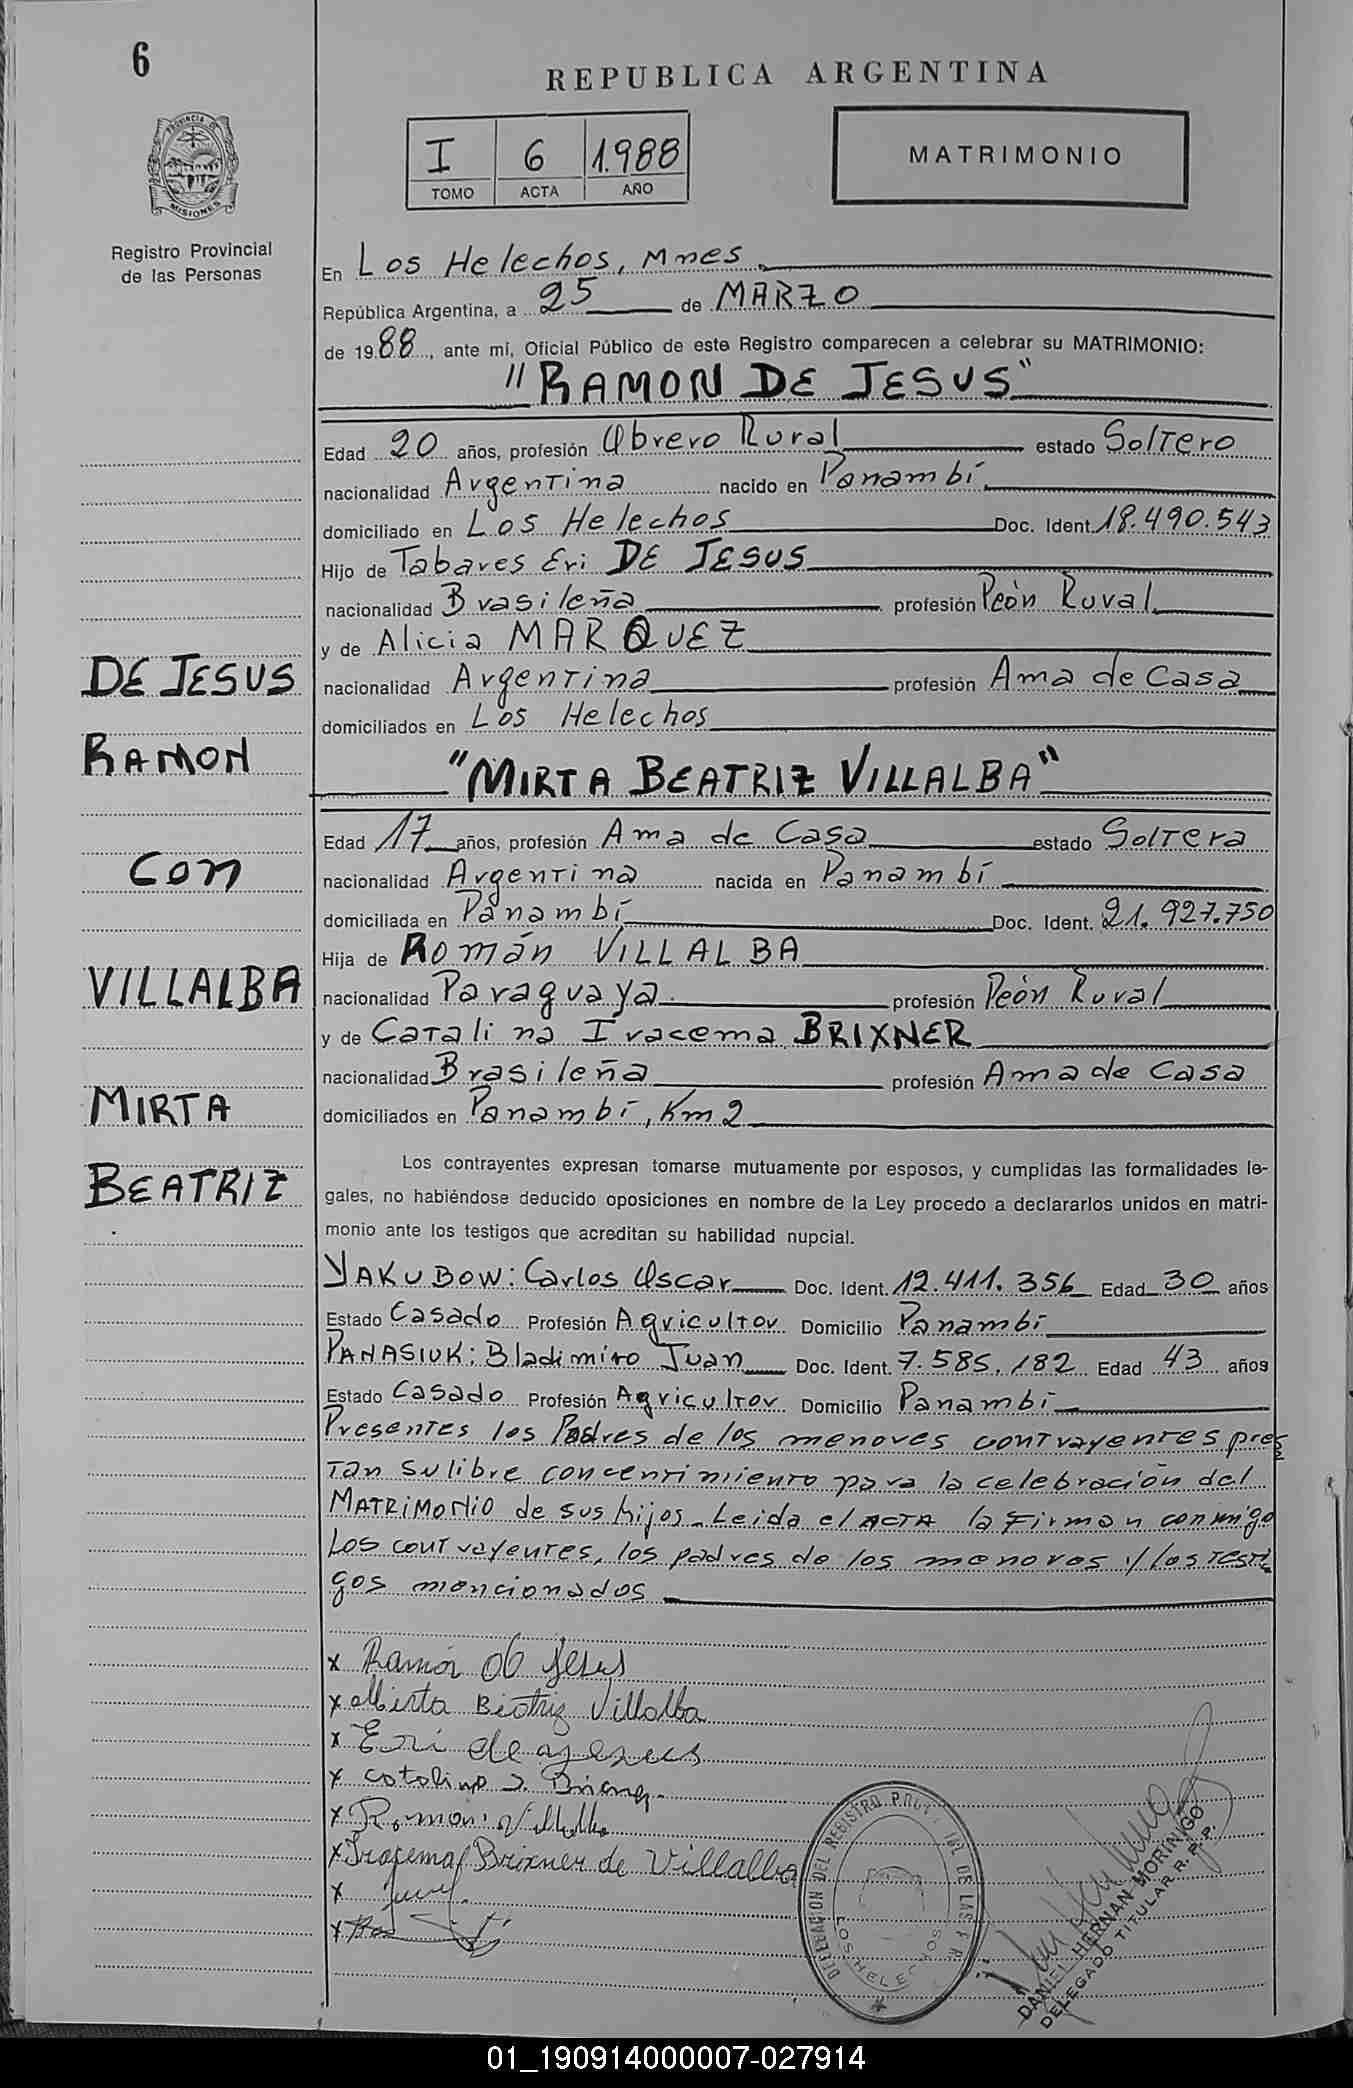 6
REPUBLICA ARGENTINA
I 6 1.988
TOMO ACTA AÑO
MATRIMONIO
PROVINCIA DE
MISIONES
Registro Provincial
de las Personas
En Los Helechos, Mnes.
República Argentina, a 25 de MARZO
de 1988, ante mí, Oficial Público de este Registro comparecen a celebrar su MATRIMONIO:
"RAMON DE JESUS"
Edad 20 años, profesión Obrero Rural estado Soltero
nacionalidad Argentina nacido en Panambí
domiciliado en Los Helechos Doc. Ident. 18.490.543
Hijo de Tabares Eri DE JESUS
nacionalidad Brasileña profesión Peòn Rural
y de Alicia MARQUEZ
nacionalidad Argentina profesión Ama de Casa
domiciliados en Los Helechos
"MIRTA BEATRIZ VILLALBA"
Edad 17 años, profesión Ama de Casa estado Soltera
nacionalidad Argentina nacida en Panambí
domiciliada en Panambí Doc. Ident. 21.927.750
Hija de Román VILLALBA
nacionalidad Paraguaya profesión Peòn Rural
y de Catalina Iracema BRIXNER
nacionalidad Brasileña profesión Ama de Casa
domiciliados en Panambí, Km 2
DE JESUS
RAMON
Con
VILLALBA
MIRTA
BEATRIZ
Los contrayentes expresan tomarse mutuamente por esposos, y cumplidas las formalidades le-
gales, no habiéndose deducido oposiciones en nombre de la Ley procedo a declararlos unidos en matri-
monio ante los testigos que acreditan su habilidad nupcial.
YAKUBOW: Carlos Oscar Doc. Ident. 12.411.356 Edad 30 años
Estado Casado Profesión Agricultor Domicilio Panambí
PANASIUK: Bladimiro Juan Doc. Ident. 7.585.182 Edad 43 años
Estado Casado Profesión Agricultor Domicilio Panambí
Presentes los Padres de los menores contrayentes pres
tan su libre concentimiento para la celebración del
MATRIMONIO de sus hijos. Leida el ACTA la firman conmigo
los contrayentes, los padres de los menores y los testi
gos mencionados
x Ramón de Jesus
x Mirta Beatriz Villalba
x Eri de
x
x Roman Villalba
x Iracema Brixner de Villalba
x
x
DELEGACION DEL REGISTRO PROV. DE LAS
LOS HELECHOS
DANIEL HERNAN MORINIGO
DELEGADO TITULAR R.P.P.
01_190914000007-027914